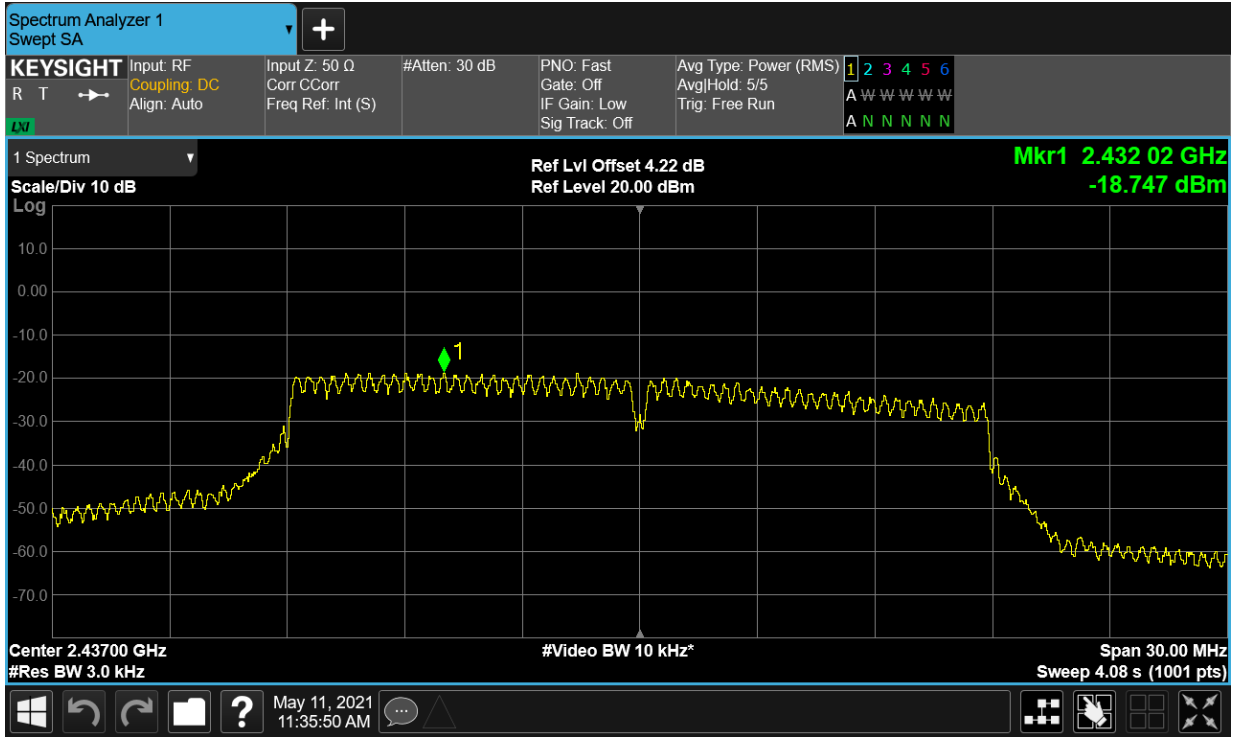 Spectrum Analyzer 1
Swept SA
+
KEYSIGHT
R T
LXI
Input: RF
Coupling: DC
Align: Auto
Input Z: 50 Ω
Corr CCorr
Freq Ref: Int (S)
#Atten: 30 dB
PNO: Fast
Gate: Off
IF Gain: Low
Sig Track: Off
Avg Type: Power (RMS)
Avg|Hold: 5/5
Trig: Free Run
1 2 3 4 5 6
A W W W W W
A N N N N N
1 Spectrum
Scale/Div 10 dB
Log
Ref Lvl Offset 4.22 dB
Ref Level 20.00 dBm
Mkr1 2.432 02 GHz
-18.747 dBm
10.0
0.00
-10.0
1
-20.0
-30.0
-40.0
-50.0
-60.0
-70.0
Center 2.43700 GHz
#Res BW 3.0 kHz
#Video BW 10 kHz*
Span 30.00 MHz
Sweep 4.08 s (1001 pts)
?
May 11, 2021
11:35:50 AM